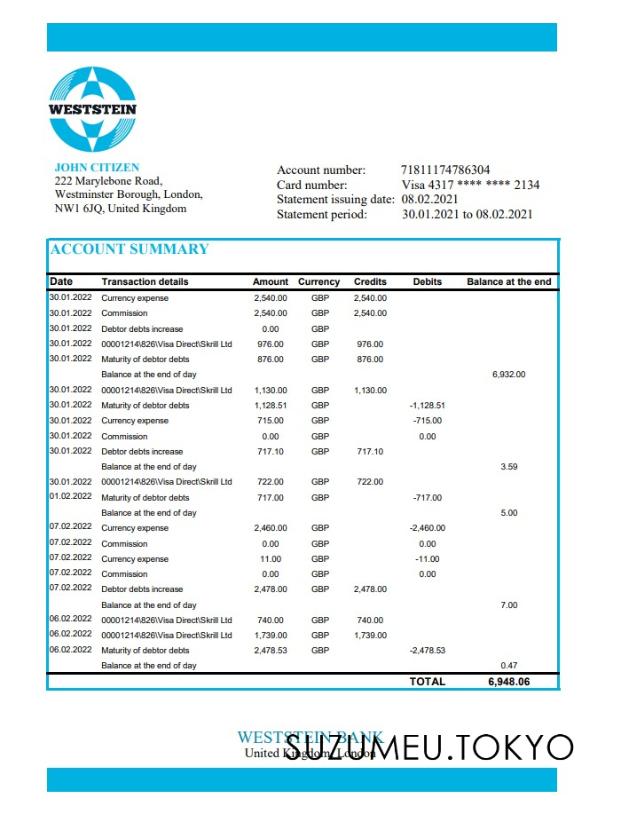 WESTSTEIN
JOHN CITIZEN
222 Marylebone Road,
Westminster Borough, London,
NW1 6JQ, United Kingdom
Account number: 71811174786304
Card number: Visa 4317 **** **** 2134
Statement issuing date: 08.02.2021
Statement period: 30.01.2021 to 08.02.2021
ACCOUNT SUMMARY
Date Transaction details Amount Currency Credits Debits Balance at the end
30.01.2022 Currency expense 2,540.00 GBP 2,540.00
30.01.2022 Commission 2,540.00 GBP 2,540.00
30.01.2022 Debtor debts increase 0.00 GBP
30.01.2022 00001214\826\Visa Direct\Skrill Ltd 976.00 GBP 976.00
30.01.2022 Maturity of debtor debts 876.00 GBP 876.00
Balance at the end of day 6,932.00
30.01.2022 00001214\826\Visa Direct\Skrill Ltd 1,130.00 GBP 1,130.00
30.01.2022 Maturity of debtor debts 1,128.51 GBP -1,128.51
30.01.2022 Currency expense 715.00 GBP -715.00
30.01.2022 Commission 0.00 GBP 0.00
30.01.2022 Debtor debts increase 717.10 GBP 717.10
Balance at the end of day 3.59
30.01.2022 00001214\826\Visa Direct\Skrill Ltd 722.00 GBP 722.00
01.02.2022 Maturity of debtor debts 717.00 GBP -717.00
Balance at the end of day 5.00
07.02.2022 Currency expense 2,460.00 GBP -2,460.00
07.02.2022 Commission 0.00 GBP 0.00
07.02.2022 Currency expense 11.00 GBP -11.00
07.02.2022 Commission 0.00 GBP 0.00
07.02.2022 Debtor debts increase 2,478.00 GBP 2,478.00
Balance at the end of day 7.00
06.02.2022 00001214\826\Visa Direct\Skrill Ltd 740.00 GBP 740.00
06.02.2022 00001214\826\Visa Direct\Skrill Ltd 1,739.00 GBP 1,739.00
06.02.2022 Maturity of debtor debts 2,478.53 GBP -2,478.53
Balance at the end of day 0.47
TOTAL 6,948.06
WESTSTEIN BANK
United Kingdom, London
SUZUMEU.TOKYO